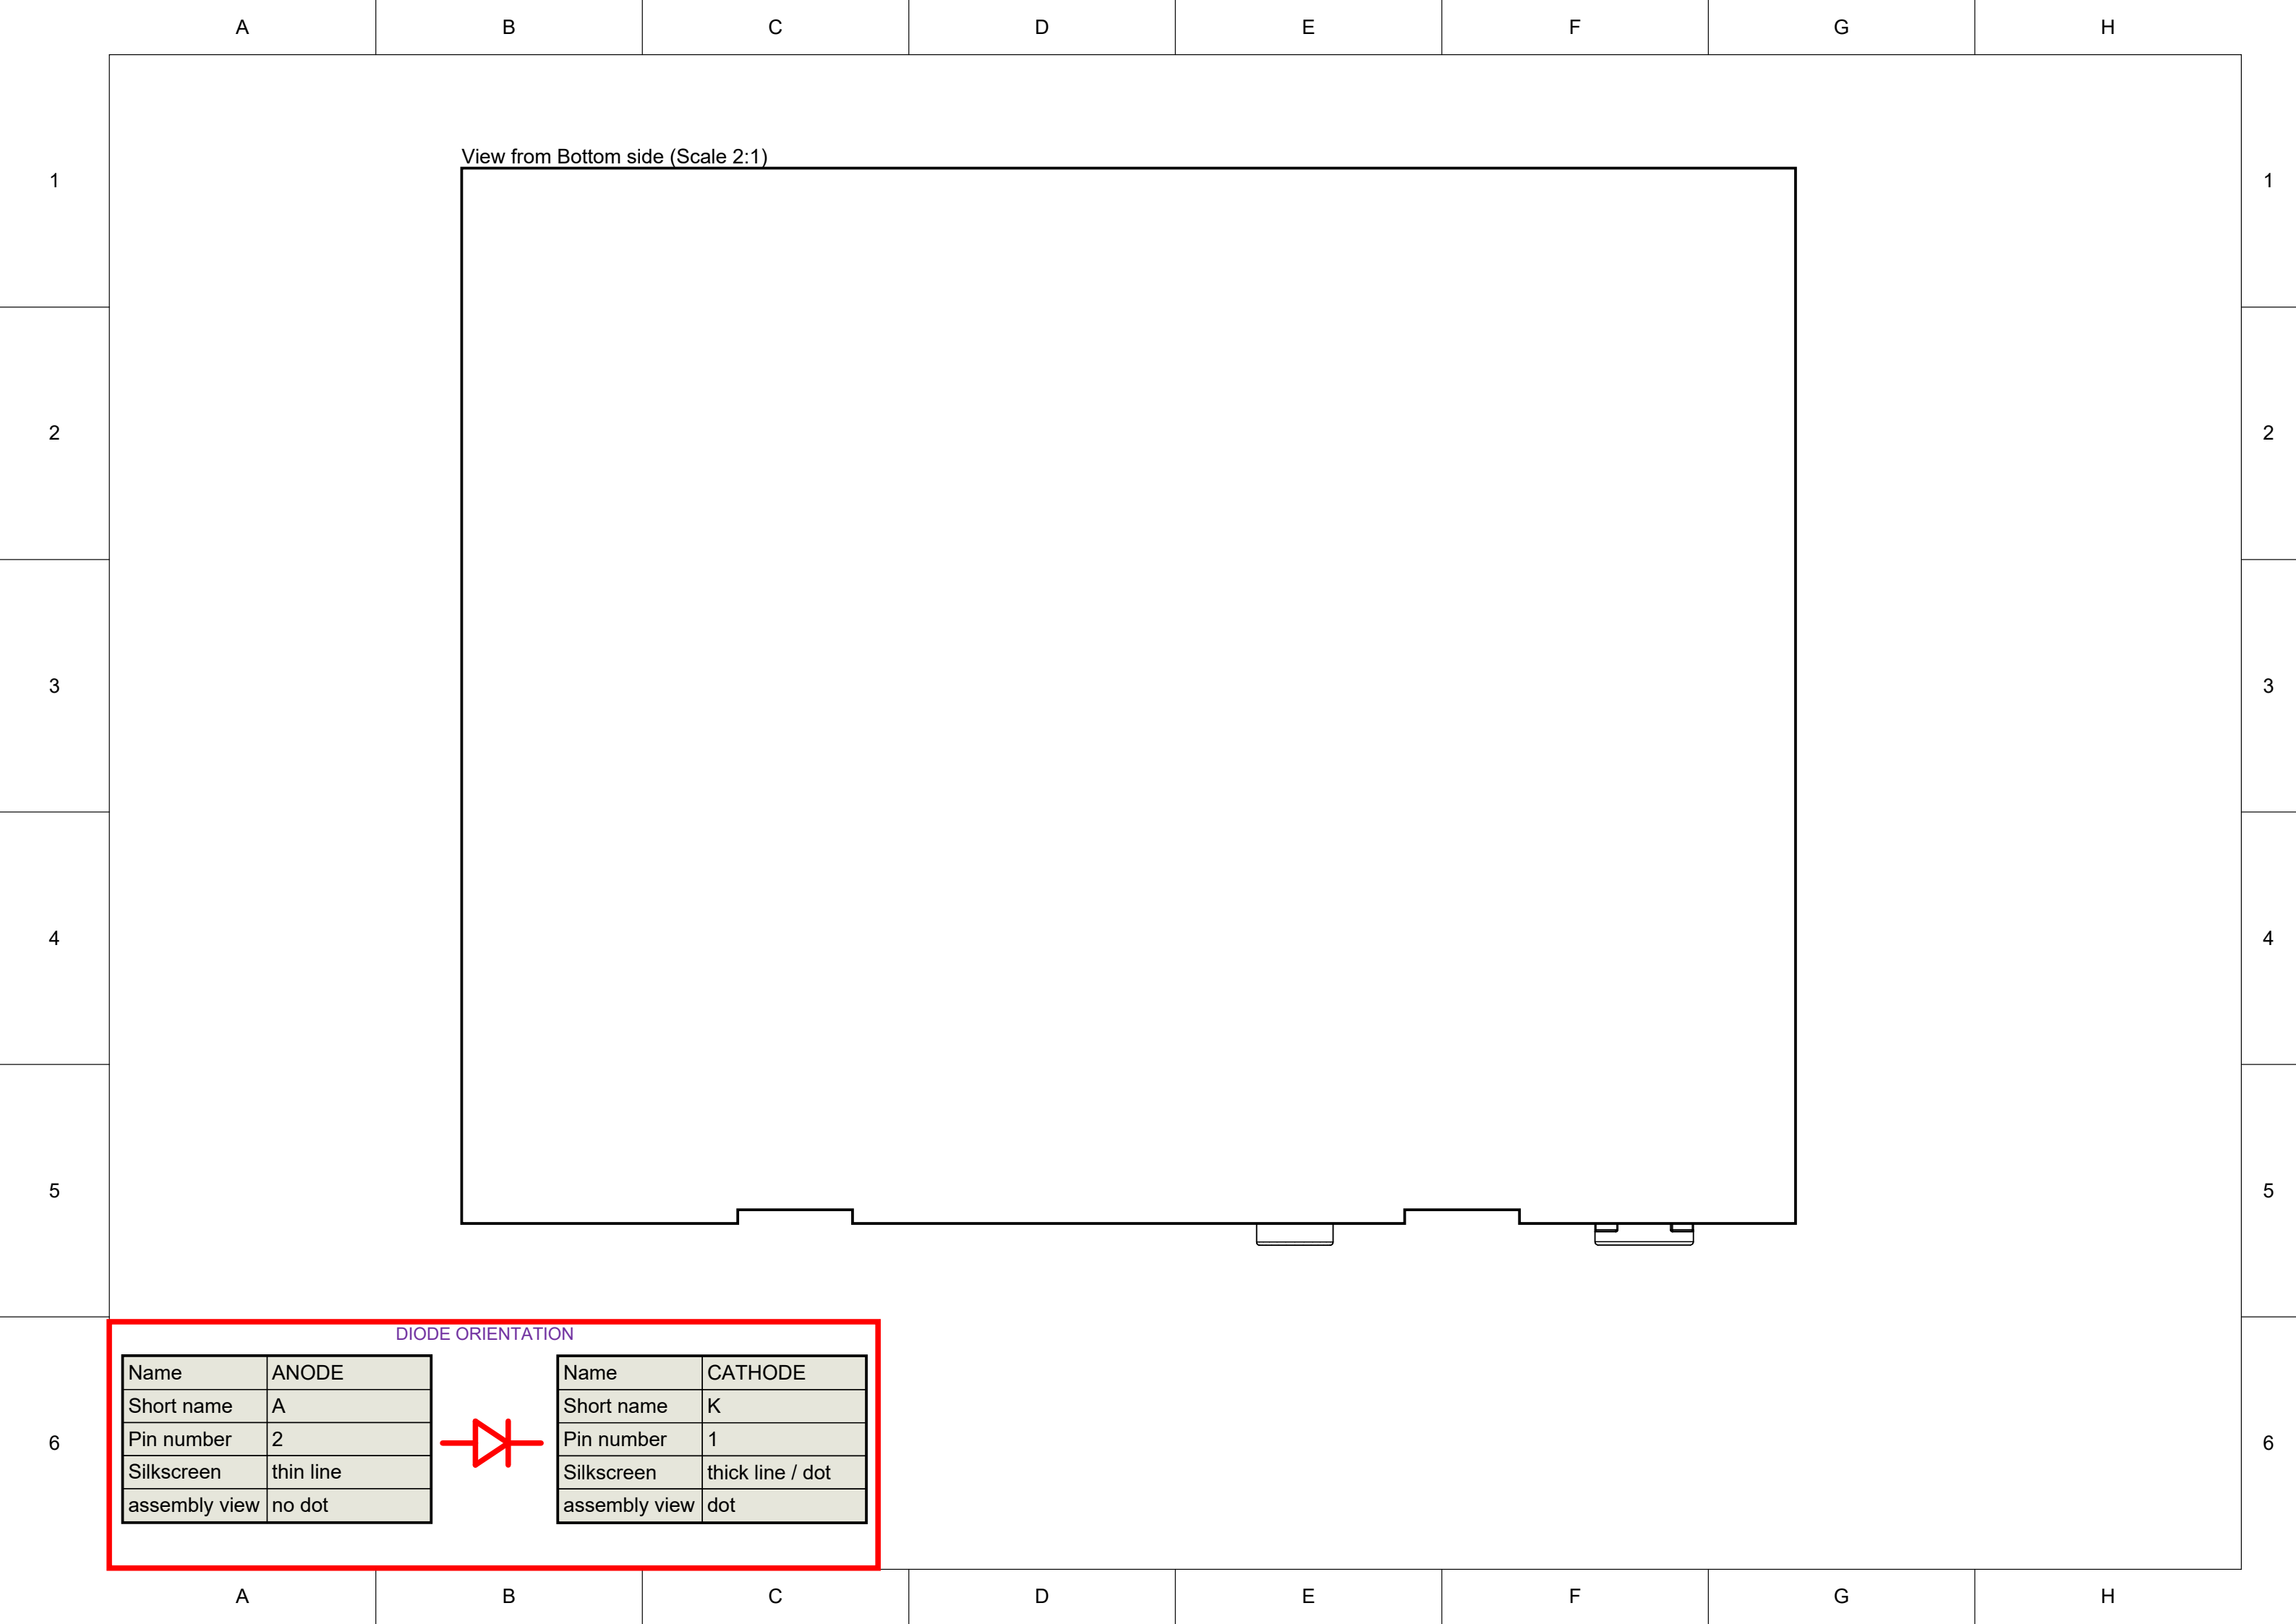 A B C D E F G H
View from Bottom side (Scale 2:1)
1 1
2 2
3 3
4 4
5 5
DIODE ORIENTATION
Name ANODE
Short name A
Pin number 2
Silkscreen thin line
assembly view no dot
Name CATHODE
Short name K
Pin number 1
Silkscreen thick line / dot
assembly view dot
6 6
A B C D E F G H